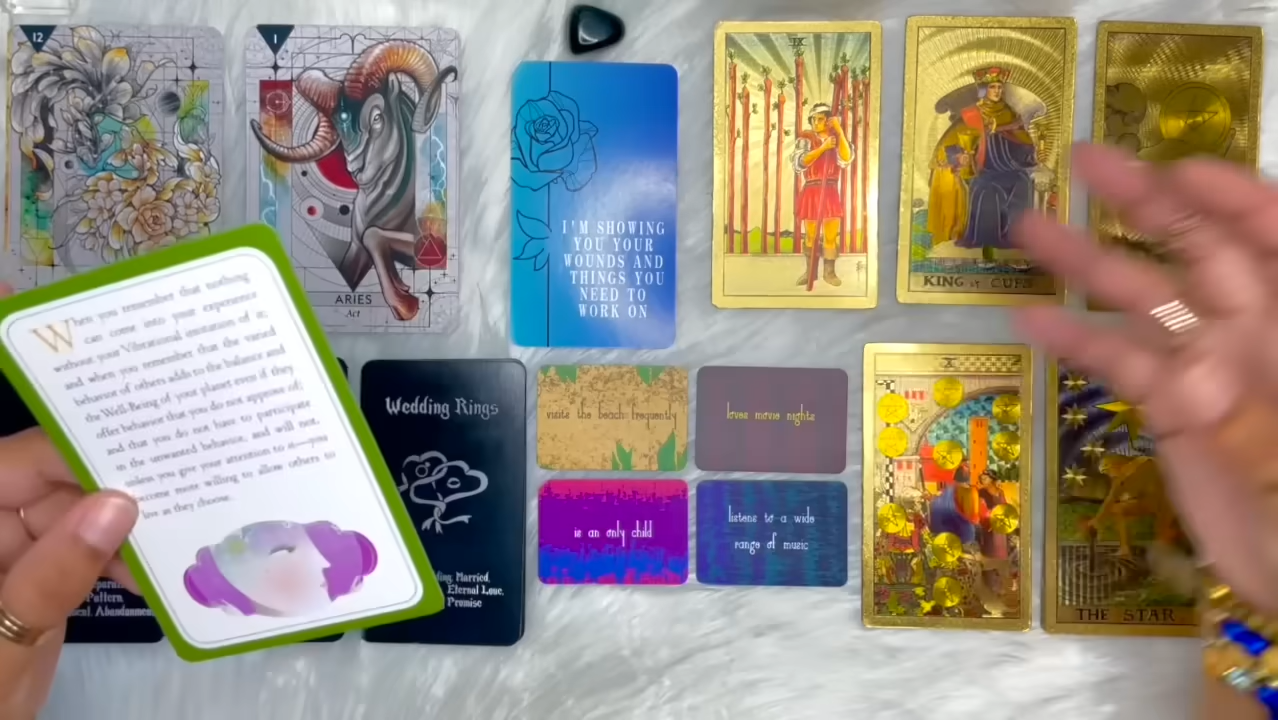 12
1
ARIES
Act
I'M SHOWING
YOU YOUR
WOUNDS AND
THINGS YOU
NEED TO
WORK ON
IX
KING OF CUPS
When you remember that nothing
can come into your experience
without your Vibrational invitation of it;
and when you remember that the varied
behavior of others adds to the balance and
the Well-Being of your planet even if they
offer behavior that you do not approve of;
and that you do not have to participate
in the unwanted behavior, and will not,
unless you give your attention to it—you
become more willing to allow others to
live as they choose.
Pattern,
Abandonment
Wedding Rings
Married,
Eternal Love,
Promise
visits the beach frequently
loves movie nights
is an only child
listens to a wide
range of music
X
THE STAR